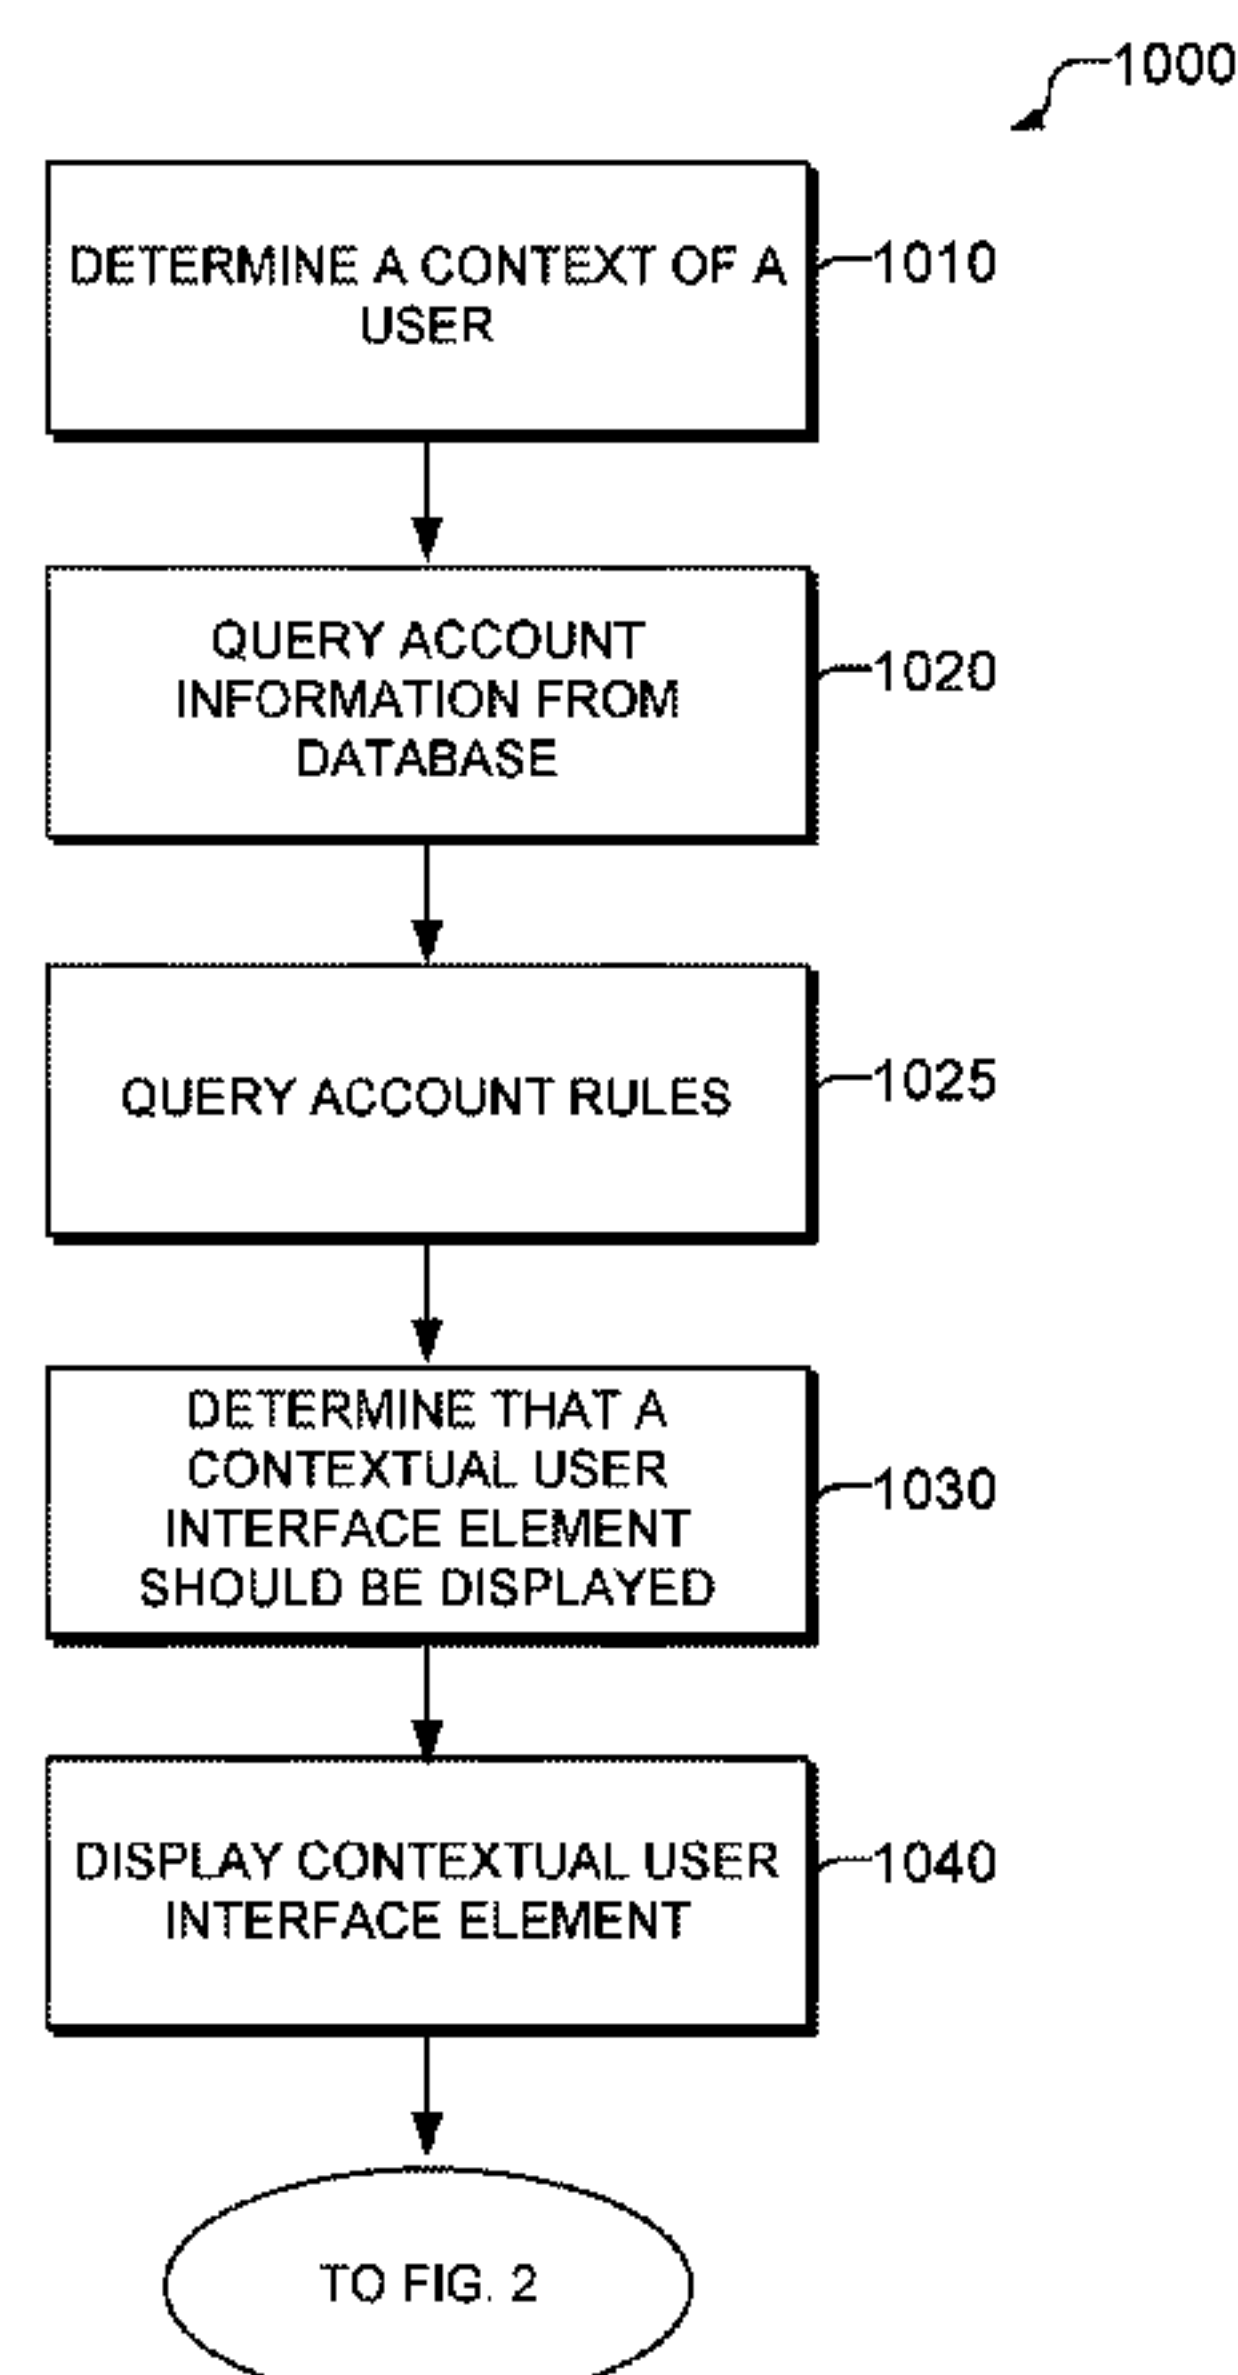 1000
DETERMINE A CONTEXT OF A
USER
1010
QUERY ACCOUNT
INFORMATION FROM
DATABASE
1020
QUERY ACCOUNT RULES
1025
DETERMINE THAT A
CONTEXTUAL USER
INTERFACE ELEMENT
SHOULD BE DISPLAYED
1030
DISPLAY CONTEXTUAL USER
INTERFACE ELEMENT
1040
TO FIG. 2